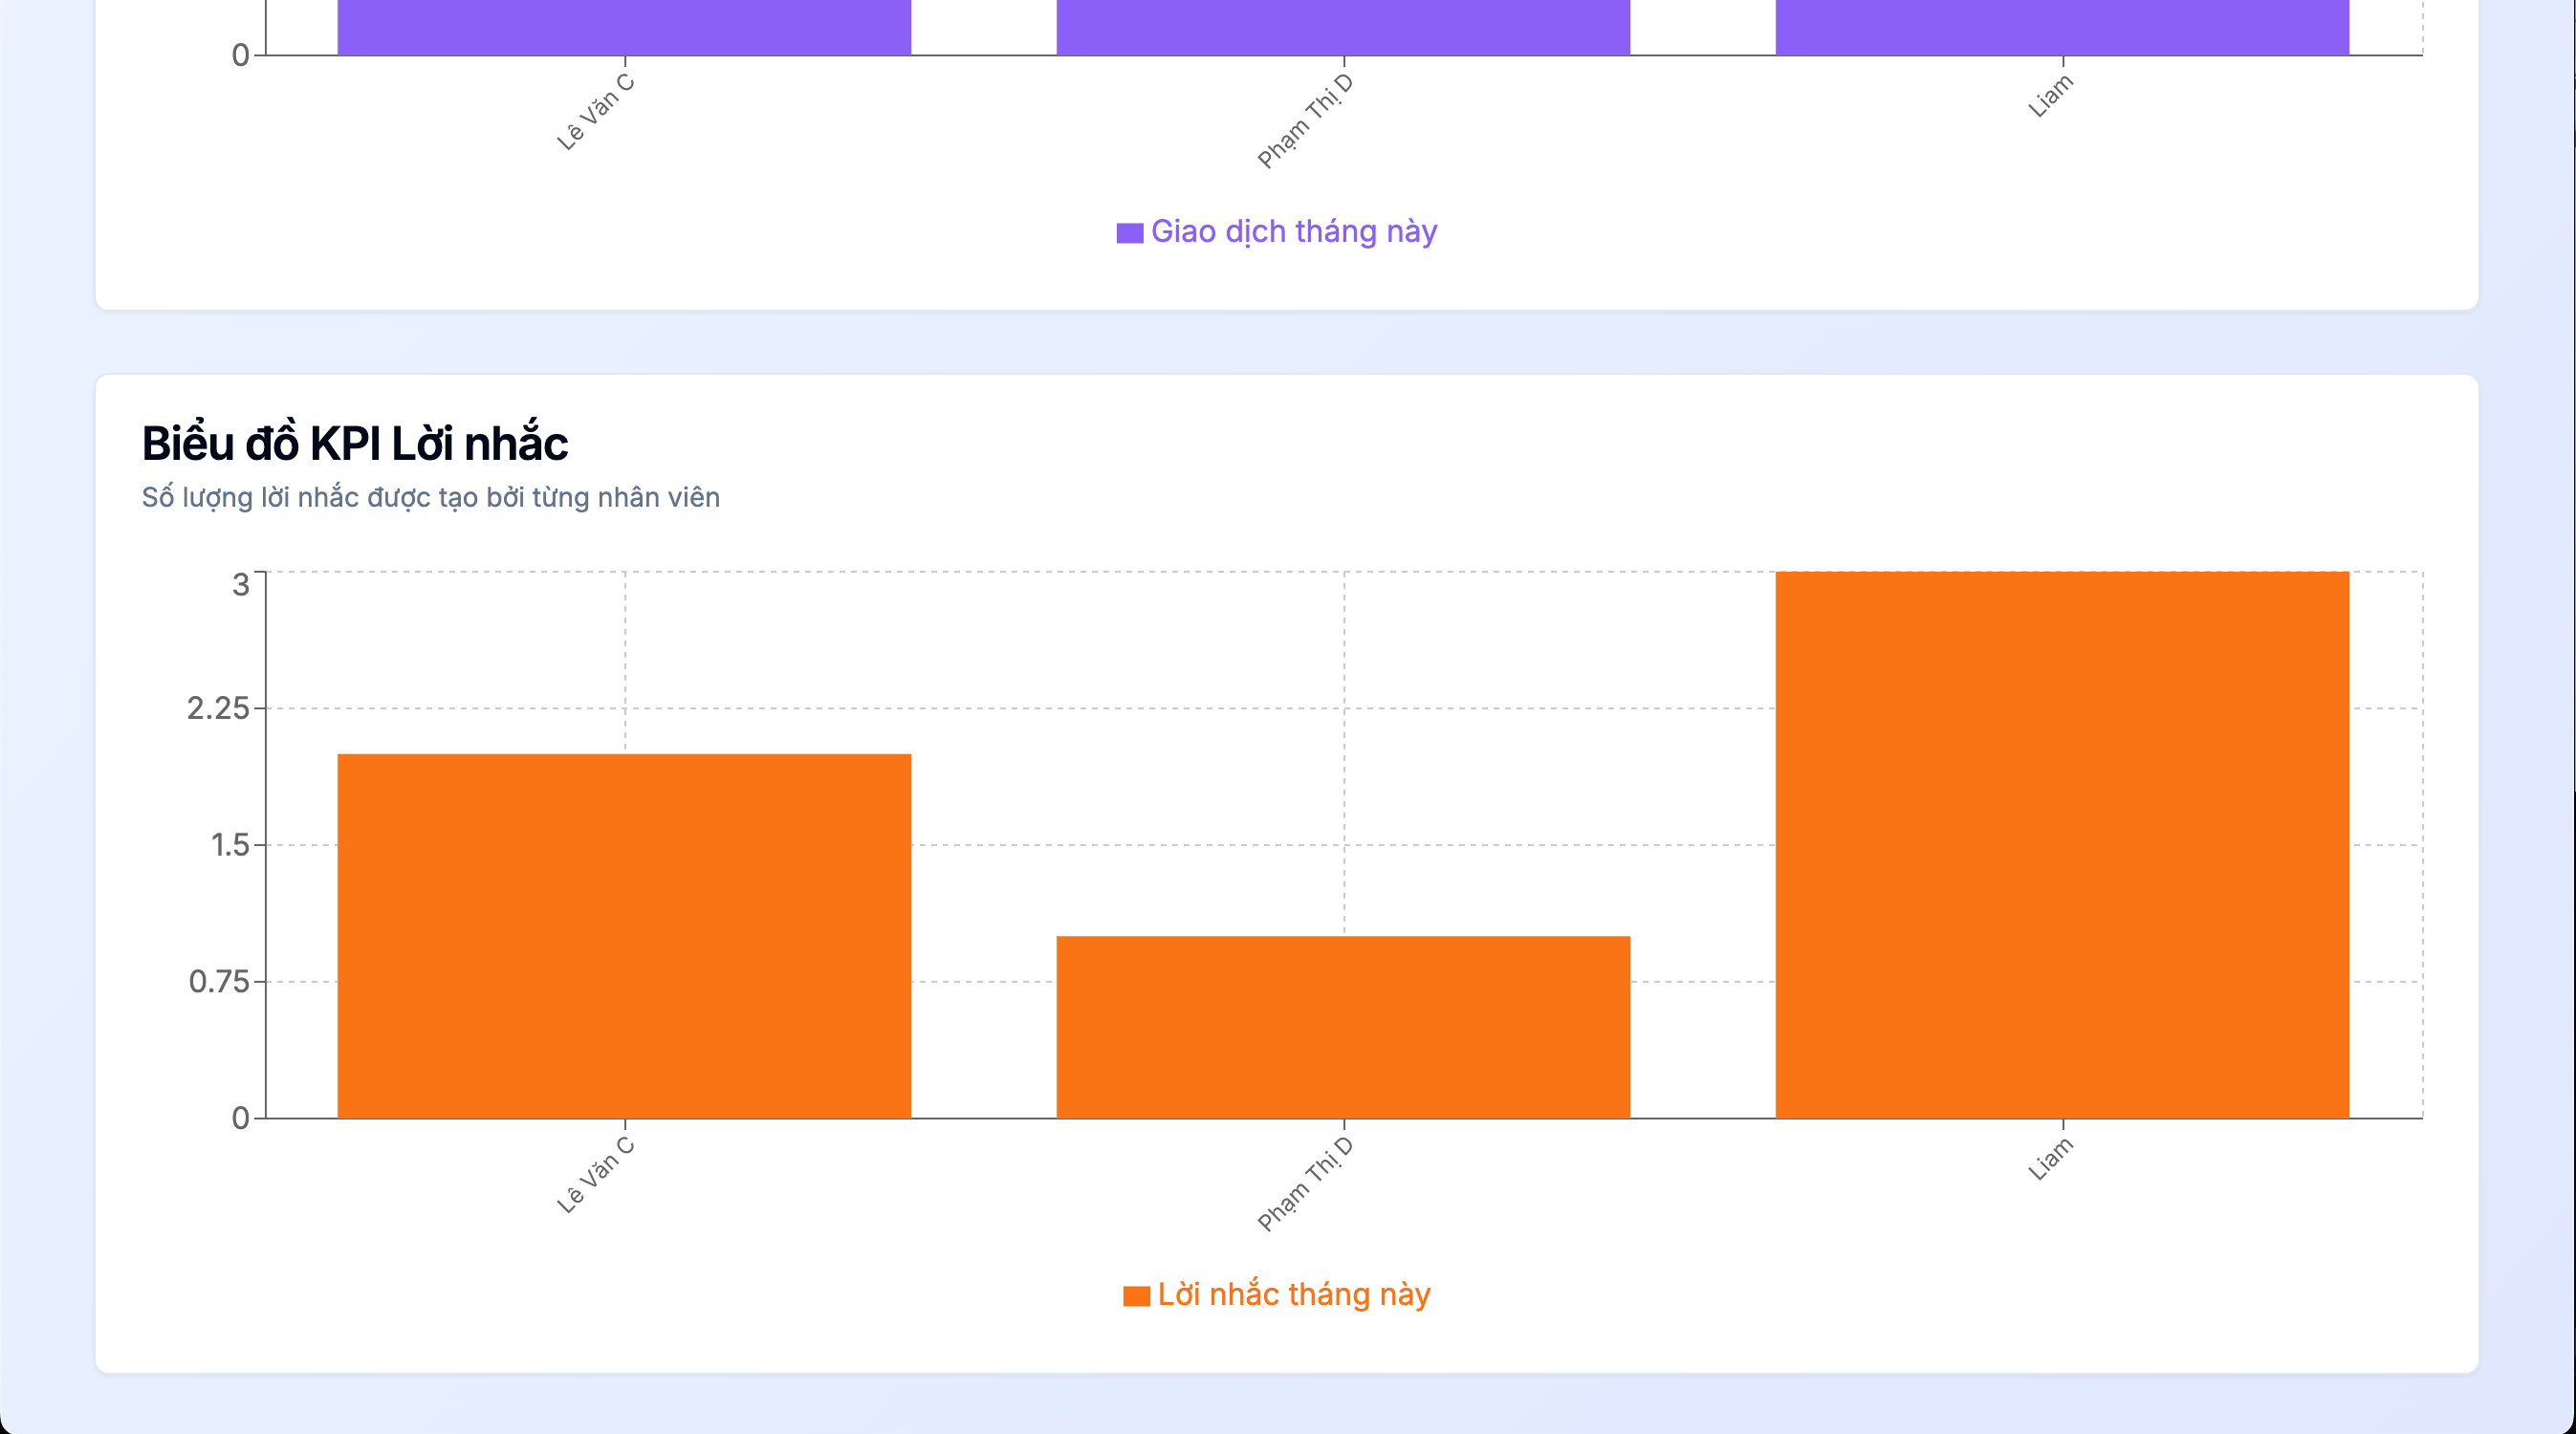 0
Lê Văn C
Phạm Thị D
Liam
Giao dịch tháng này
Biểu đồ KPI Lời nhắc
Số lượng lời nhắc được tạo bởi từng nhân viên
3
2.25
1.5
0.75
0
Lê Văn C
Phạm Thị D
Liam
Lời nhắc tháng này